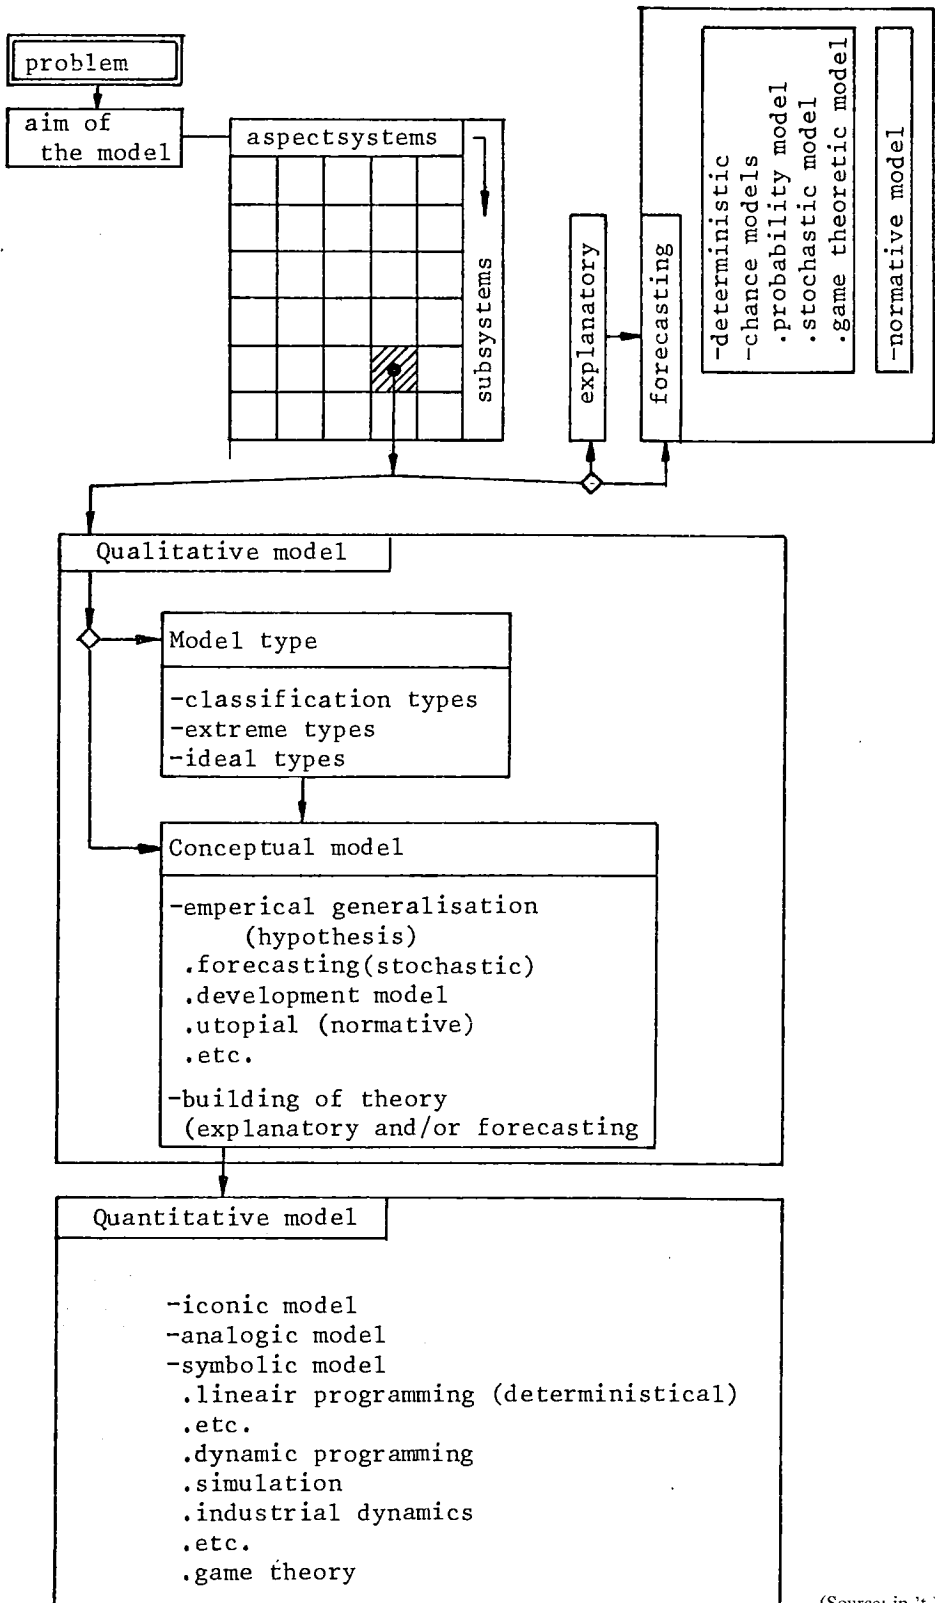 problem
aim of
the model
aspectsystems
subsystems
explanatory
forecasting
-deterministic
-chance models
.probability model
.stochastic model
.game theoretic model
-normative model
Qualitative model
Model type
-classification types
-extreme types
-ideal types
Conceptual model
-emperical generalisation
(hypothesis)
.forecasting(stochastic)
.development model
.utopial (normative)
.etc.
-building of theory
(explanatory and/or forecasting
Quantitative model
-iconic model
-analogic model
-symbolic model
.lineair programming (deterministical)
.etc.
.dynamic programming
.simulation
.industrial dynamics
.etc.
.game theory
(Source: in 't